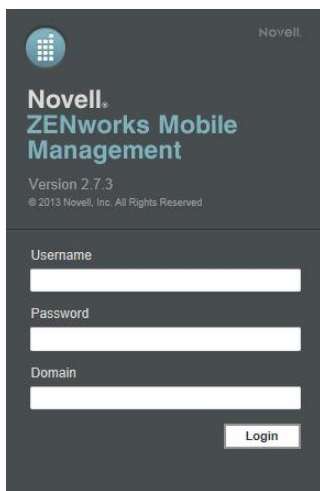 Novell.
Novell®
ZENworks Mobile
Management
Version 2.7.3
© 2013 Novell, Inc. All Rights Reserved
Username
Password
Domain
Login